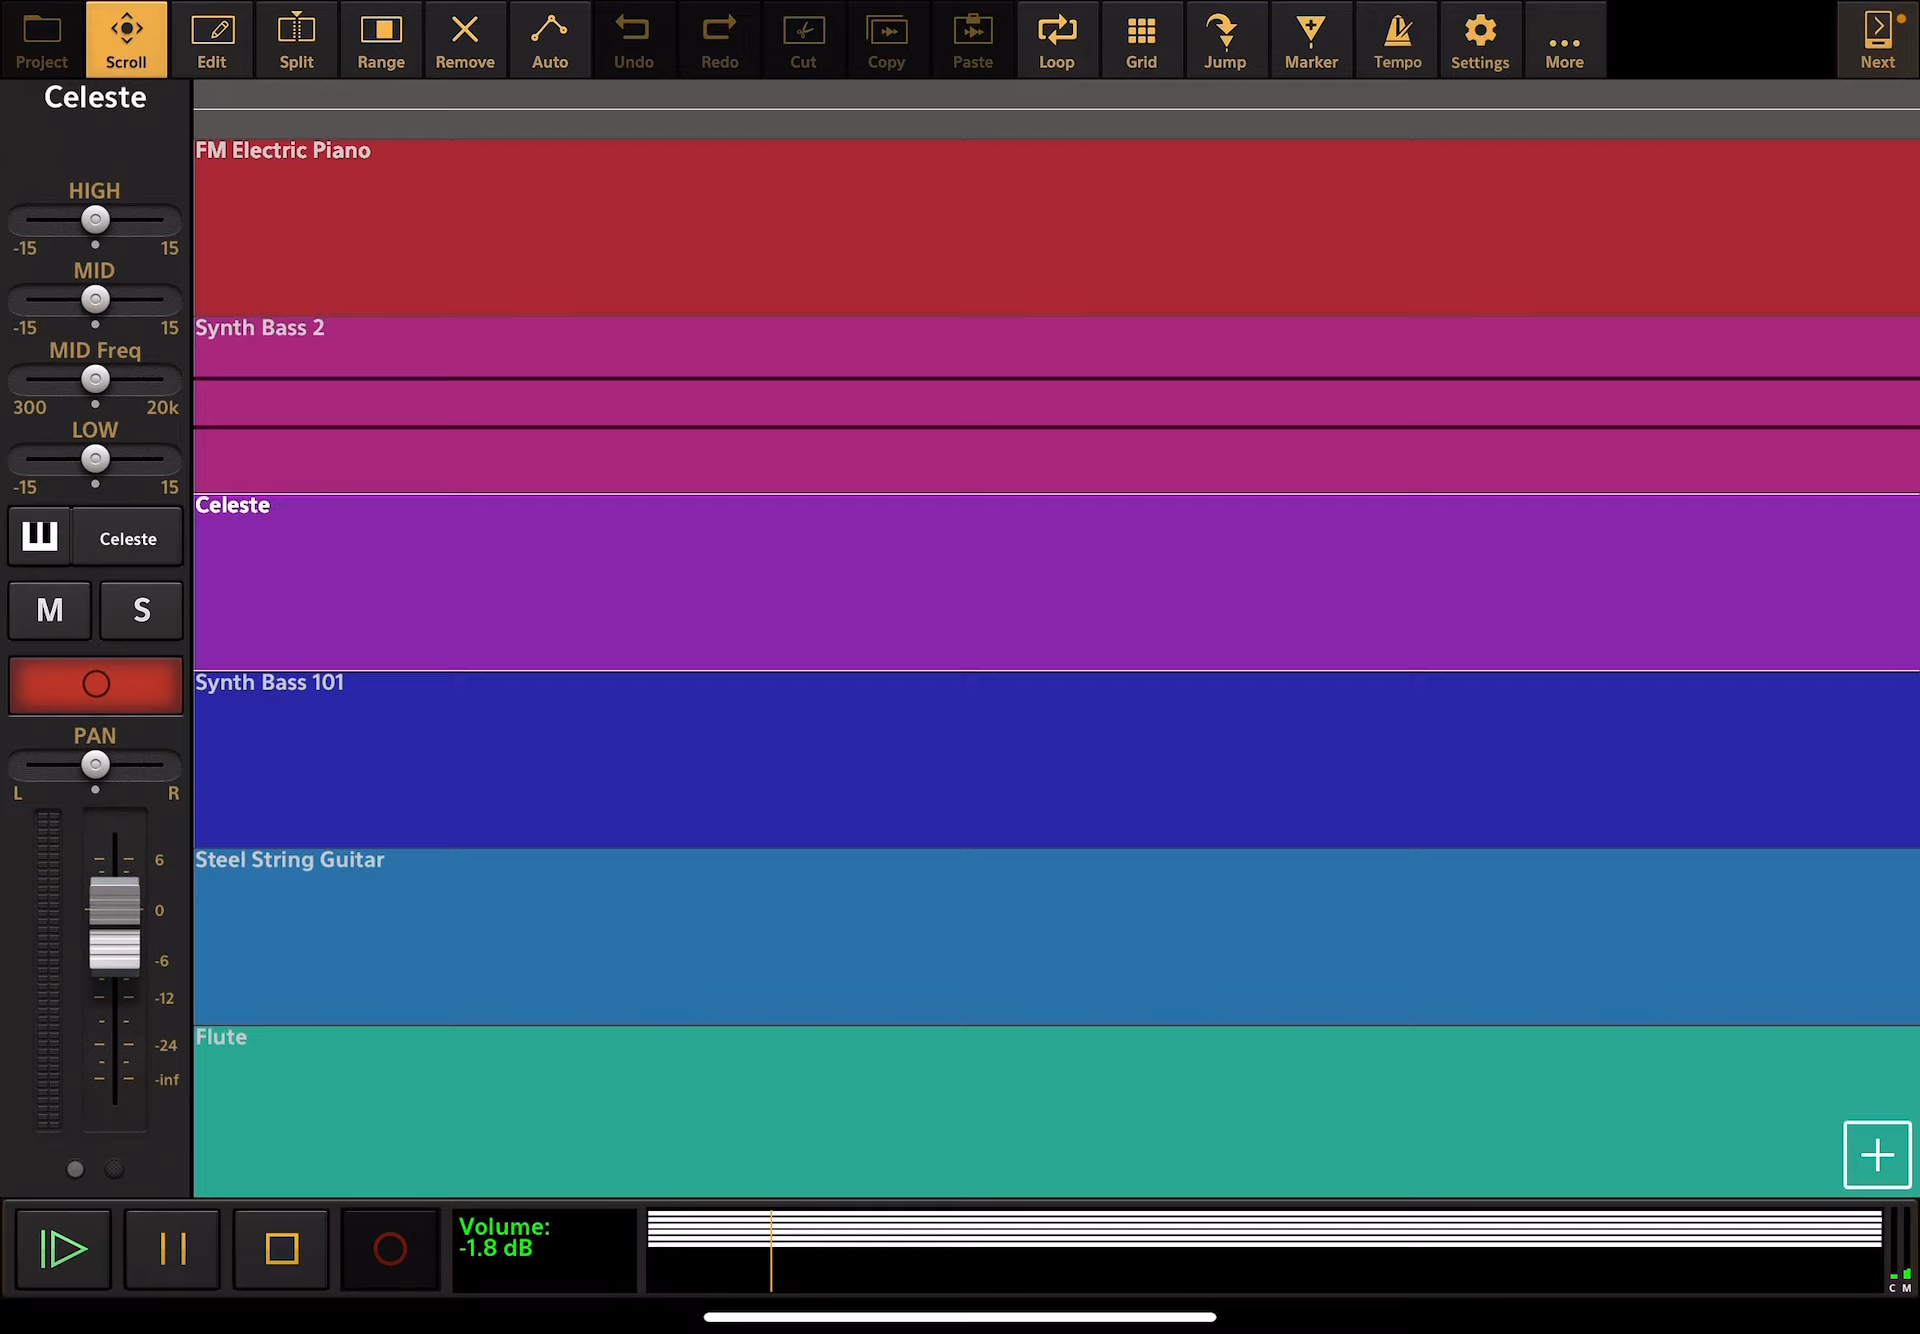 Project Scroll Edit Split Range Remove Auto Undo Redo Cut Copy Paste Loop Grid Jump Marker Tempo Settings More Next
Celeste
HIGH
-15 15
MID
-15 15
MID Freq
300 20k
LOW
-15 15
Celeste
M S
PAN
L R
6
0
-6
-12
-24
-inf
FM Electric Piano
Synth Bass 2
Celeste
Synth Bass 101
Steel String Guitar
Flute
Volume:
-1.8 dB
C M